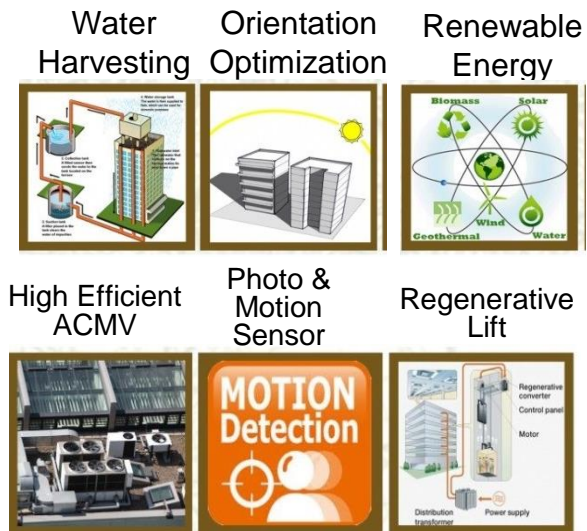 Water
Harvesting
Orientation
Optimization
Renewable
Energy
Biomass
Solar
Wind
Geothermal
Water
High Efficient
ACMV
Photo &
Motion
Sensor
Regenerative
Lift
MOTION
Detection
Regenerative
converter
Control panel
Motor
Distribution
transformer
Power supply